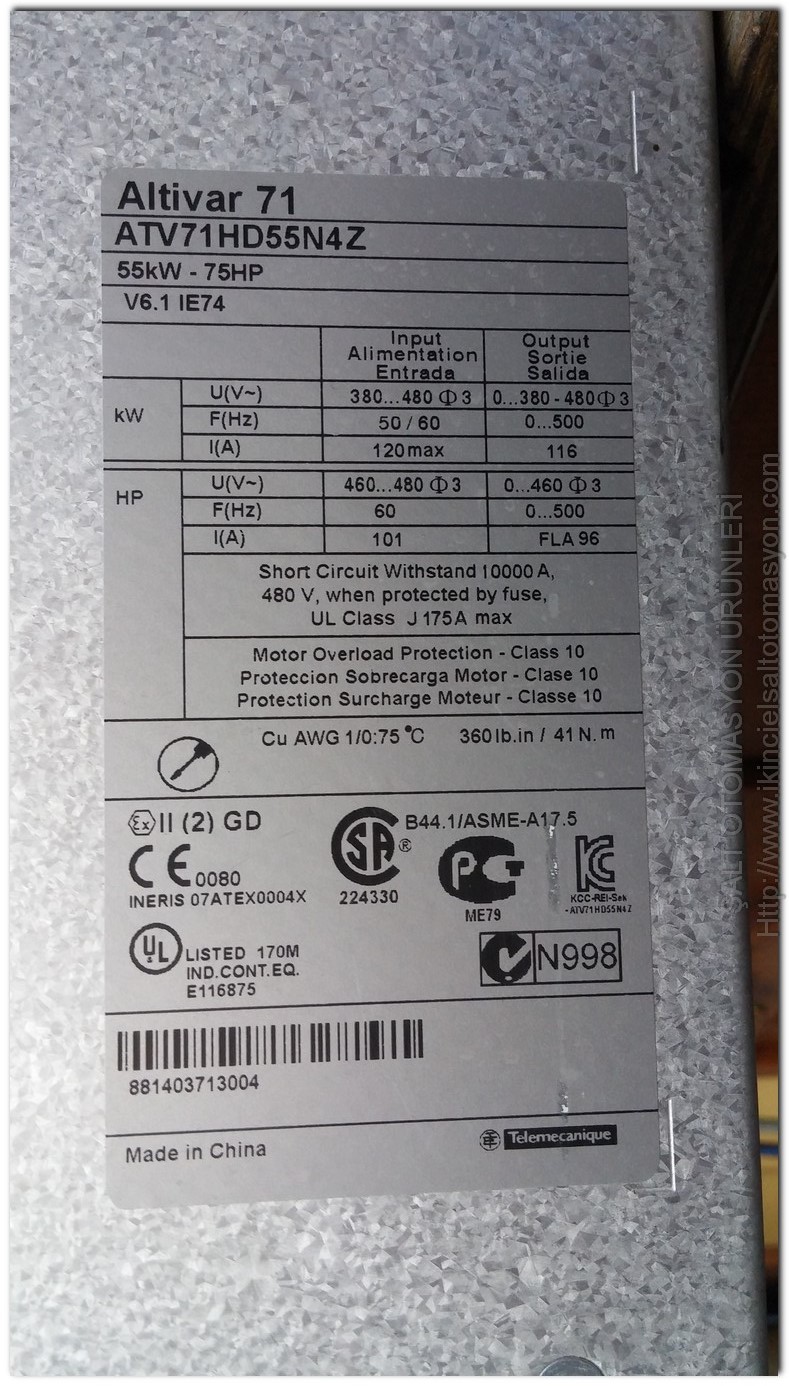 Altivar 71
ATV71HD55N4Z
55kW - 75HP
V6.1 IE74
Input Output
Alimentation Sortie
Entrada Salida
kW
U(V~) 380...480 Φ 3 0...380 - 480Φ 3
F(Hz) 50 / 60 0...500
I(A) 120max 116
HP
U(V~) 460...480 Φ 3 0...460 Φ 3
F(Hz) 60 0...500
I(A) 101 FLA 96
Short Circuit Withstand 10000 A,
480 V, when protected by fuse,
UL Class J 175A max
Motor Overload Protection - Class 10
Proteccion Sobrecarga Motor - Clase 10
Protection Surcharge Moteur - Classe 10
Cu AWG 1/0:75 °C 360 lb.in / 41 N. m
Ex II (2) GD
CE 0080
INERIS 07ATEX0004X
SA ®
224330
B44.1/ASME-A17.5
ME79
KCC-REI-Sek
-ATV71HD55N4Z
UL LISTED 170M
IND.CONT.EQ.
E116875
N998
881403713004
Made in China
Telemecanique
ŞALT OTOMASYON ÜRÜNLERİ
Http://www.ikincielsaltotomasyon.com